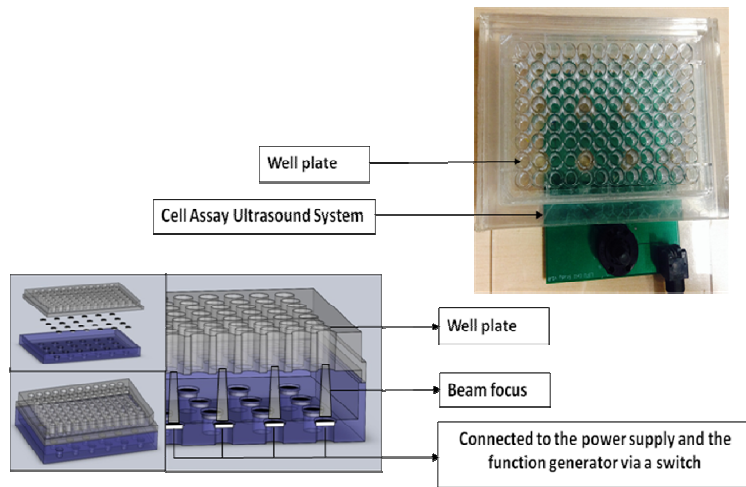 Well plate
Cell Assay Ultrasound System
Well plate
Beam focus
Connected to the power supply and the
function generator via a switch